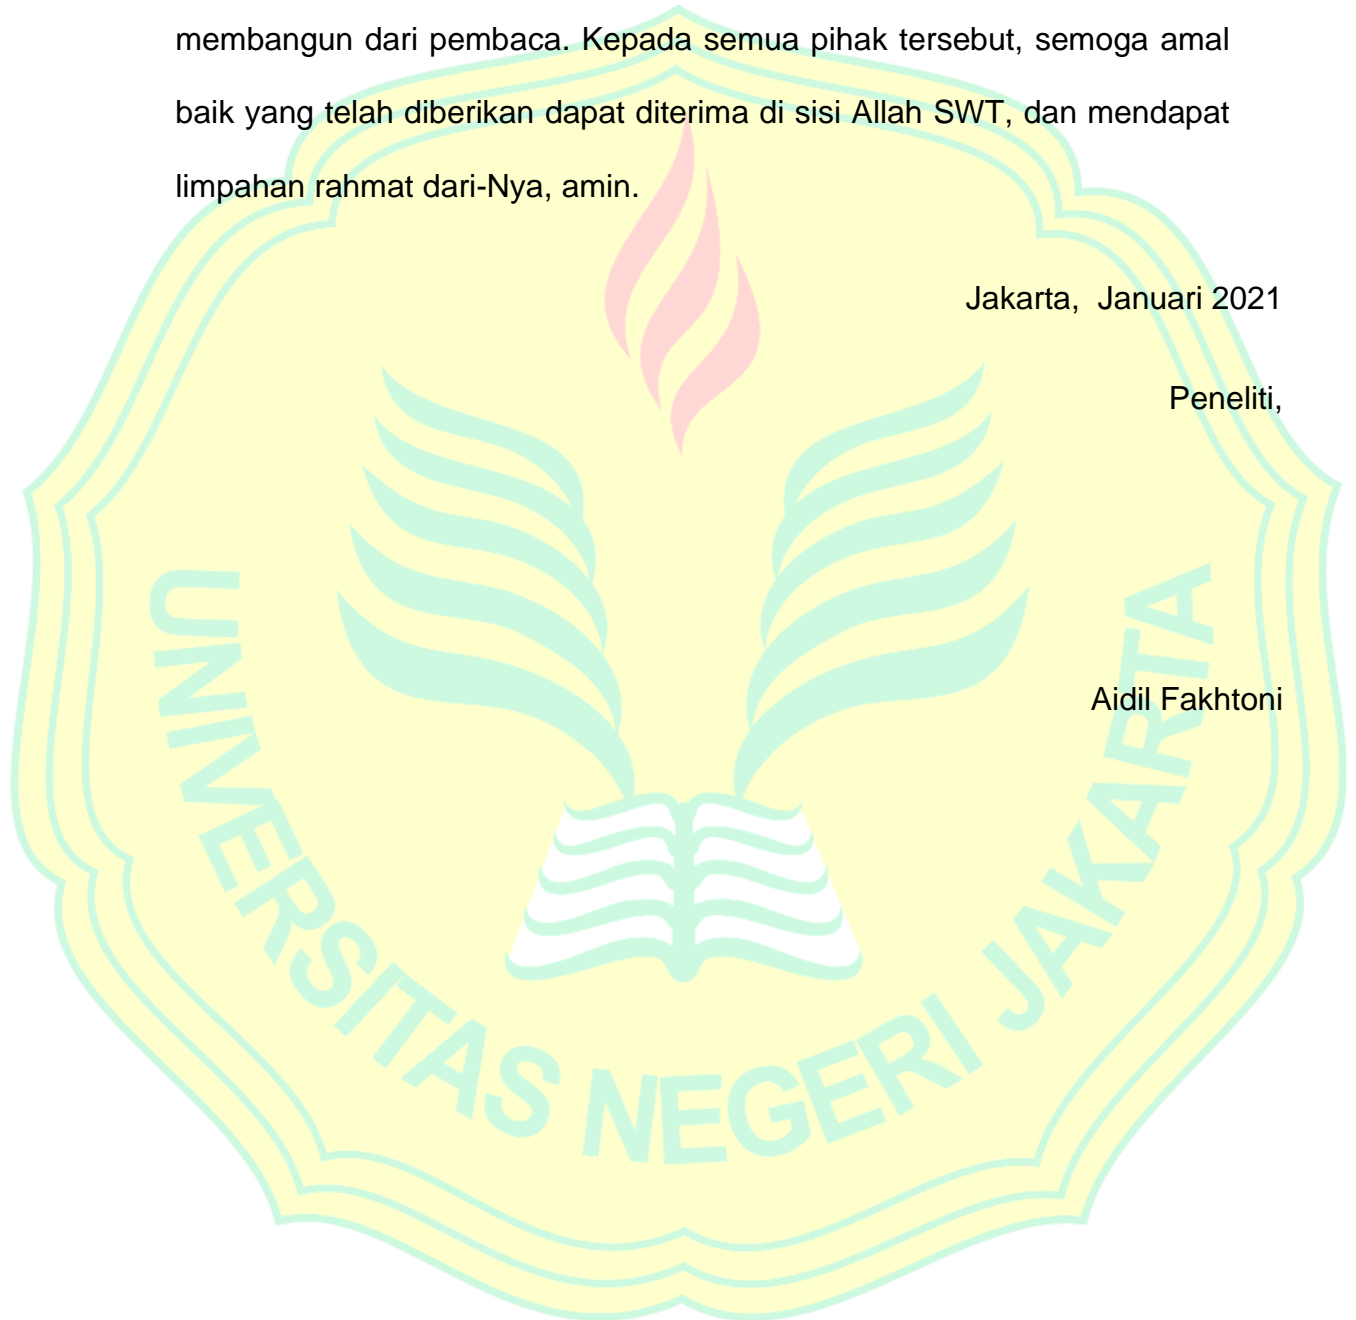 membangun dari pembaca. Kepada semua pihak tersebut, semoga amal
baik yang telah diberikan dapat diterima di sisi Allah SWT, dan mendapat
limpahan rahmat dari-Nya, amin.
Jakarta,  Januari 2021
Peneliti,
Aidil Fakhtoni
UNIVERSITAS NEGERI JAKARTA